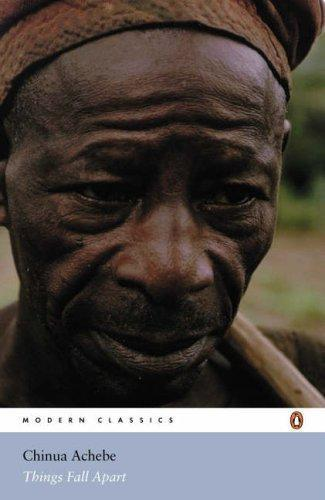 MODERN CLASSICS
Chinua Achebe
Things Fall Apart